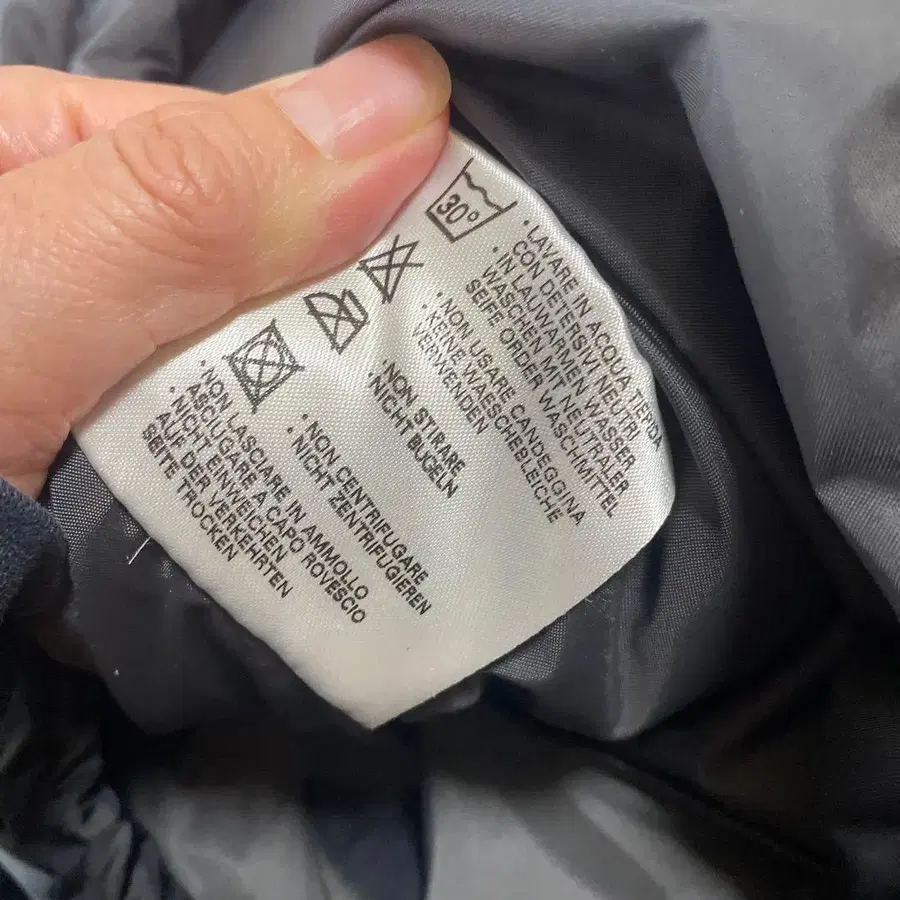 30°
• LAVARE IN ACQUA TIEPIDA
CON DETERSIVI NEUTRI
• IN LAUWARMEN WASSER
WASCHEN MIT NEUTRALER
SEIFE ORDER WASCHMITTEL
• NON USARE CANDEGGINA
• KEINE WAESCHEBLEICHE
VERWENDEN
•NON STIRARE
•NICHT BUGELN
• NON CENTRIFUGARE
• NICHT ZENTRIFUGIEREN
• NON LASCIARE IN AMMOLLO
ASCIUGARE A CAPO ROVESCIO
• NICHT EINWEICHEN
AUF DER VERKEHRTEN
SEITE TROCKEN